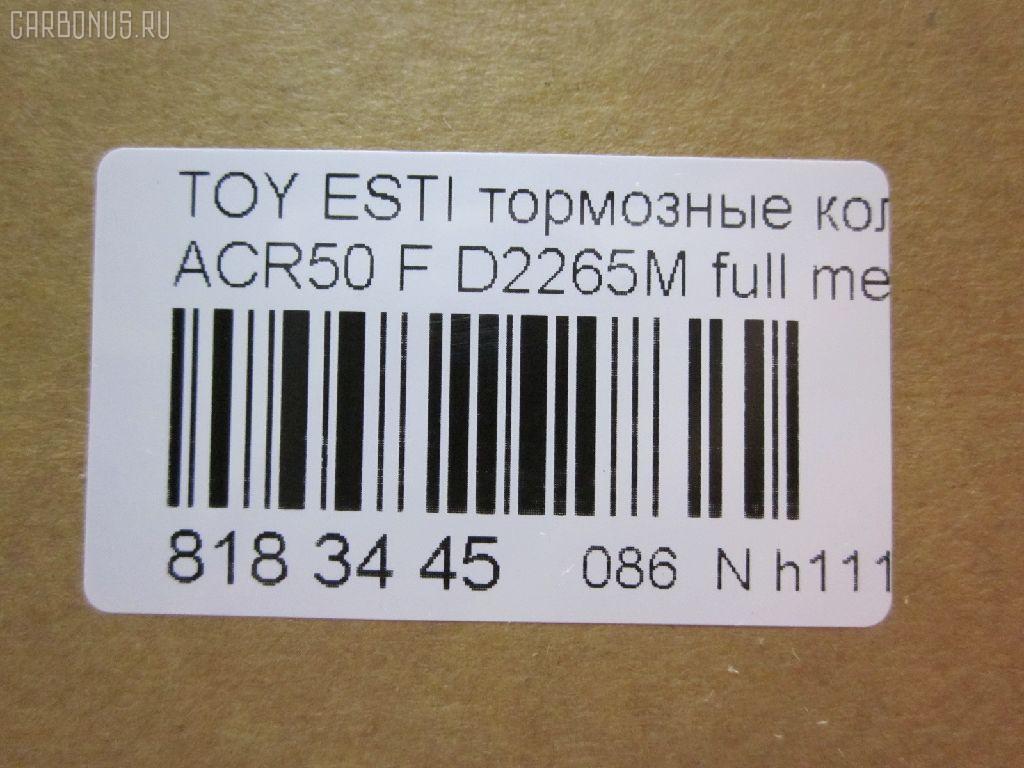 CARBONUS.RU
TOY ESTI тормозные кол
ACR50 F D2265M full me
818 34 45 086 N h111